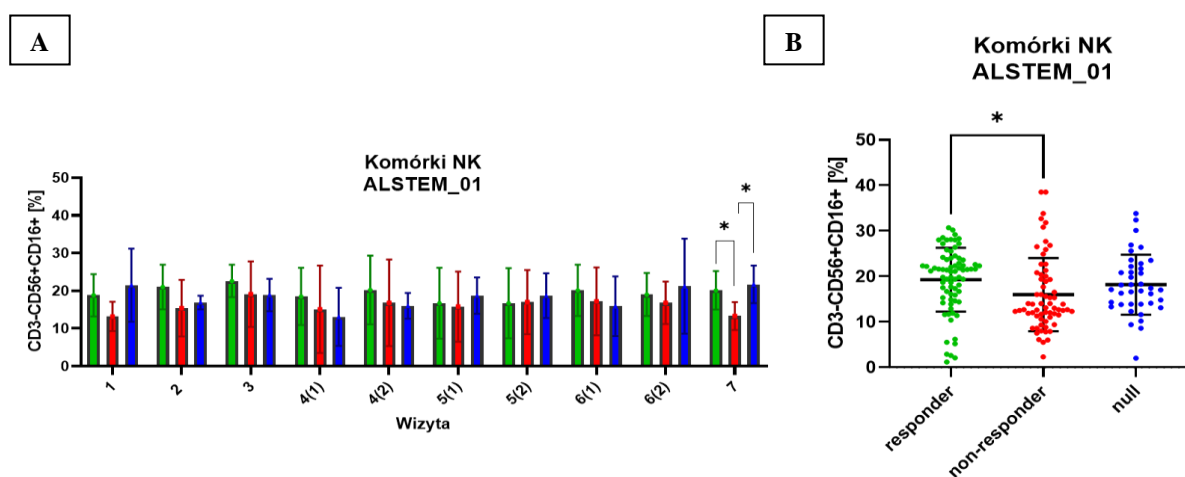 A
Komórki NK
ALSTEM_01
CD3-CD56+CD16+ [%]
50
40
30
20
10
0
*
*
1
2
3
4(1)
4(2)
5(1)
5(2)
6(1)
6(2)
7
Wizyta
B
Komórki NK
ALSTEM_01
CD3-CD56+CD16+ [%]
50
40
30
20
10
0
*
responder
non-responder
null